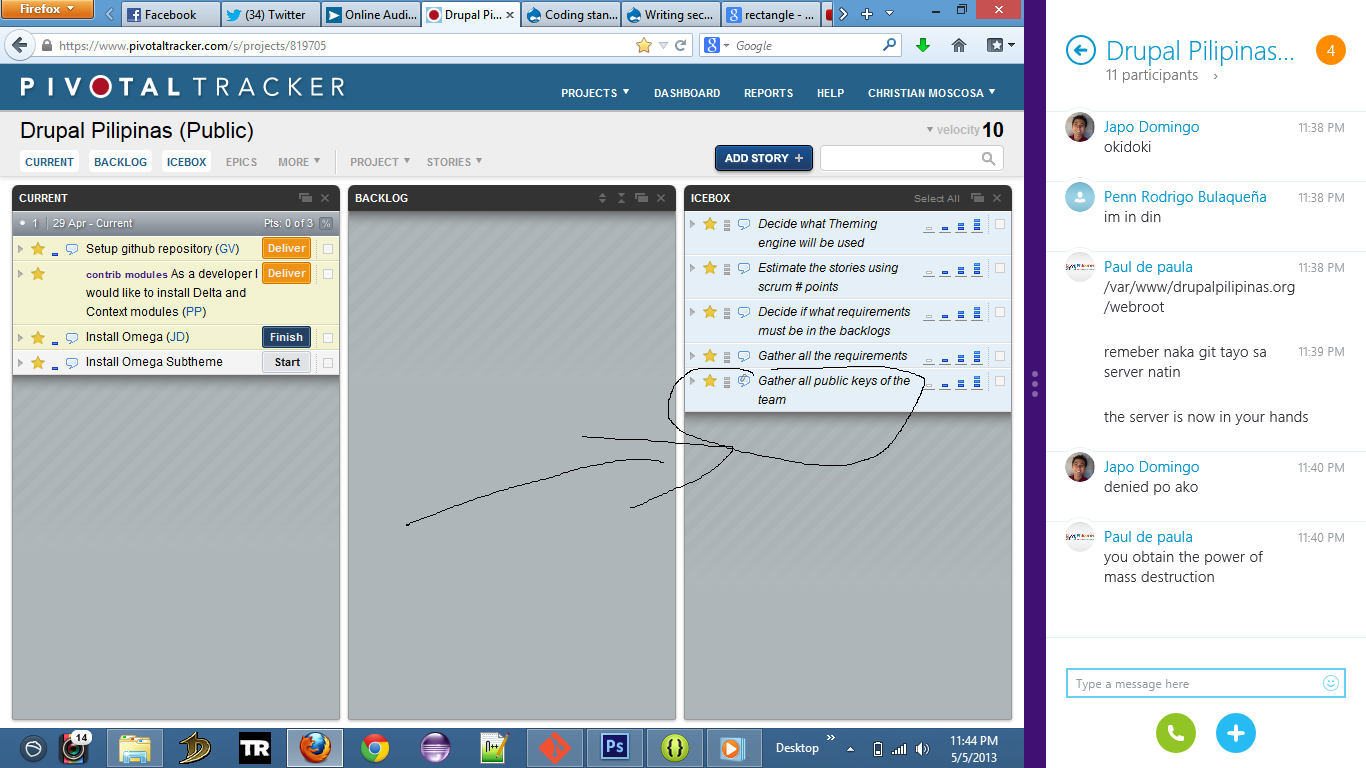 Firefox
Facebook
(34) Twitter
Online Audi...
Drupal Pi...
Coding stan...
Writing sec...
rectangle - ...
https://www.pivotaltracker.com/s/projects/819705
Google
PIVOTAL TRACKER
PROJECTS
DASHBOARD
REPORTS
HELP
CHRISTIAN MOSCOSA
Drupal Pilipinas (Public)
velocity 10
CURRENT
BACKLOG
ICEBOX
EPICS
MORE
PROJECT
STORIES
ADD STORY +
CURRENT
1 29 Apr - Current Pts: 0 of 3 %
Setup github repository (GV) Deliver
contrib modules As a developer I Deliver
would like to install Delta and
Context modules (PP)
Install Omega (JD) Finish
Install Omega Subtheme Start
BACKLOG
ICEBOX Select All
Decide what Theming
engine will be used
Estimate the stories using
scrum # points
Decide if what requirements
must be in the backlogs
Gather all the requirements
Gather all public keys of the
team
Drupal Pilipinas...
4
11 participants
Japo Domingo 11:38 PM
okidoki
Penn Rodrigo Bulaqueña 11:38 PM
im in din
Paul de paula 11:38 PM
/var/www/drupalpilipinas.org
/webroot
remeber naka git tayo sa 11:39 PM
server natin
the server is now in your hands
Japo Domingo 11:40 PM
denied po ako
Paul de paula 11:40 PM
you obtain the power of
mass destruction
Type a message here
14
TR
Ps
Desktop
11:44 PM
5/5/2013